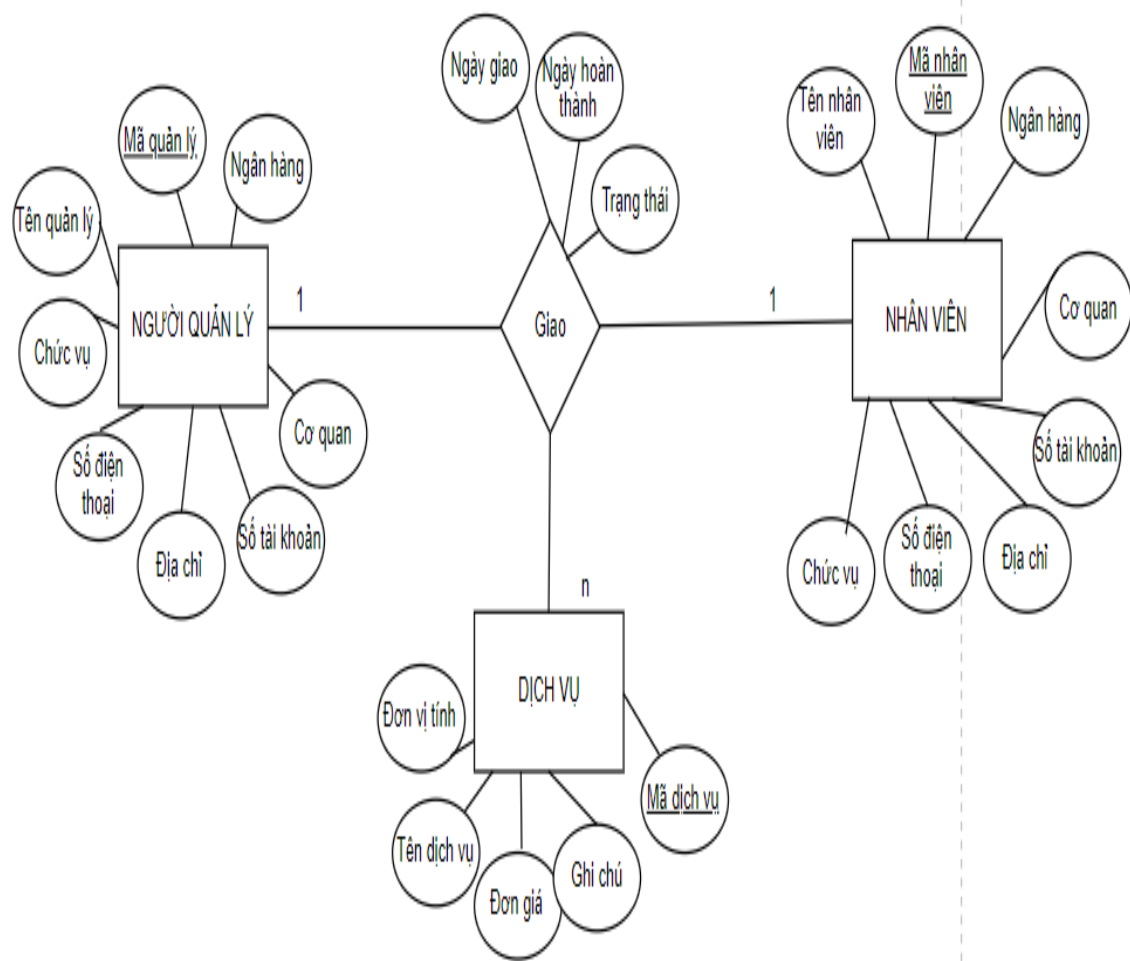 Ngày giao
Ngày hoàn
thành
Trạng thái
Mã quản lý
Ngân hàng
Tên quản lý
NGƯỜI QUẢN LÝ
Chức vụ
Số điện
thoại
Địa chỉ
Số tài khoản
Cơ quan
1
Giao
1
n
Tên nhân
viên
Mã nhân
viên
Ngân hàng
NHÂN VIÊN
Cơ quan
Số tài khoản
Chức vụ
Số điện
thoại
Địa chỉ
DỊCH VỤ
Đơn vị tính
Tên dịch vụ
Đơn giá
Ghi chú
Mã dịch vụ